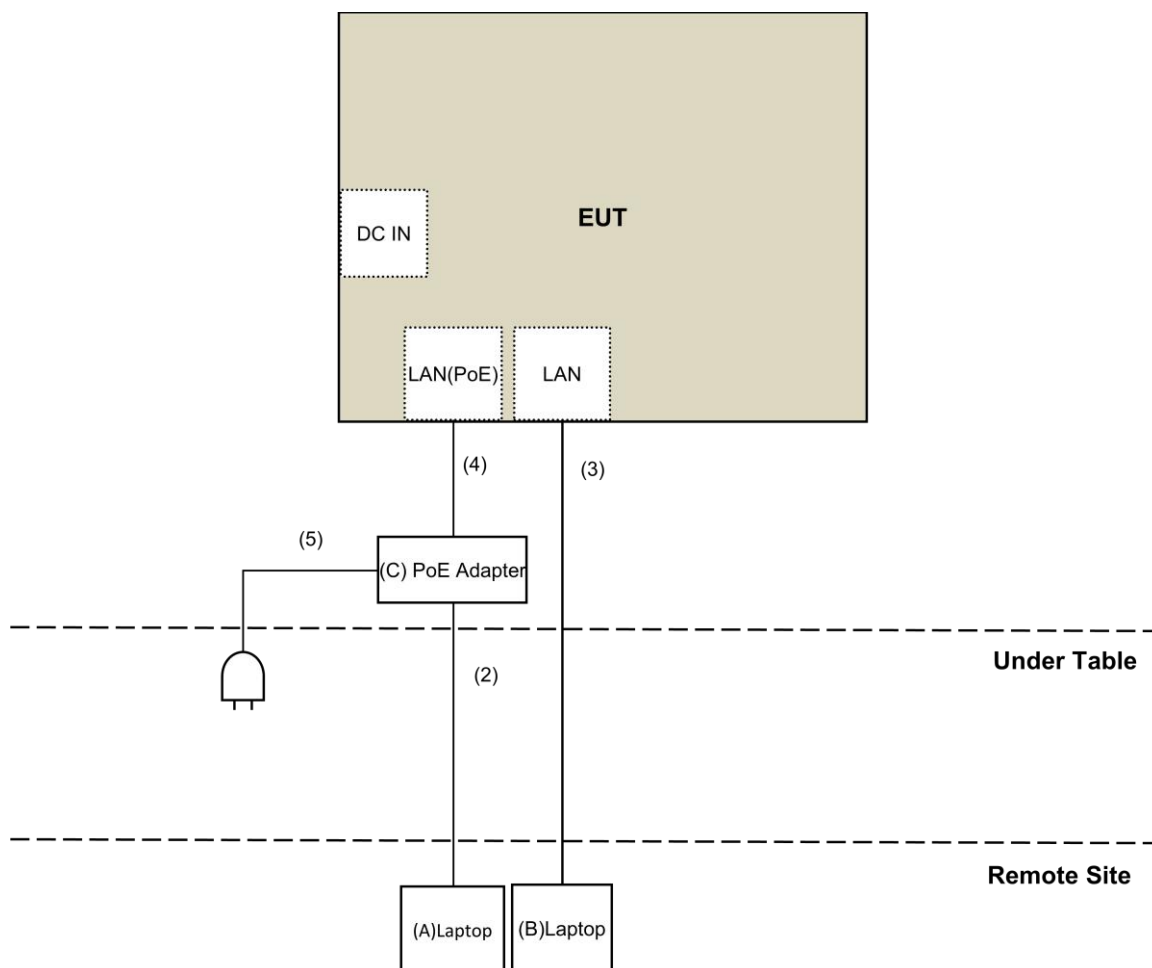 EUT
DC IN
LAN(PoE)
LAN
(4)
(3)
(5)
(C) PoE Adapter
Under Table
(2)
Remote Site
(A)Laptop
(B)Laptop